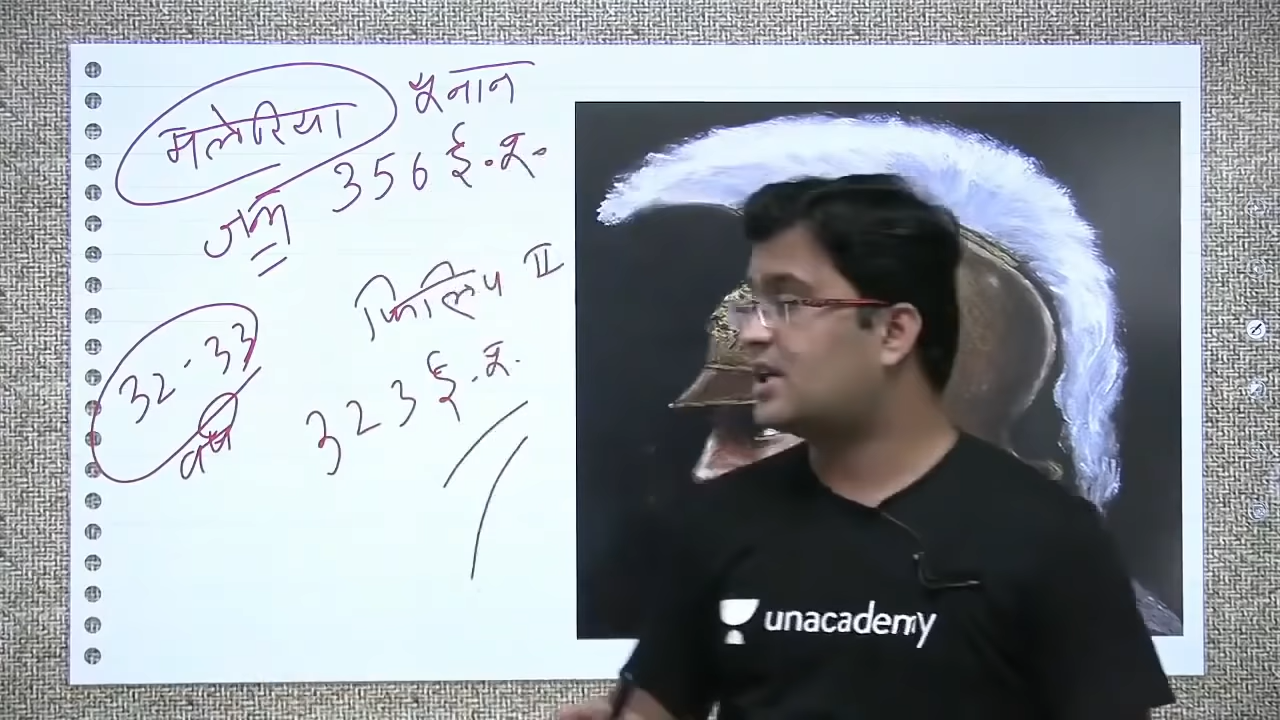 मलेरिया यूनान
जन्म 356 ई.पू.
फिलिप II
32-33
वर्ष
323 ई.पू.
unacademy